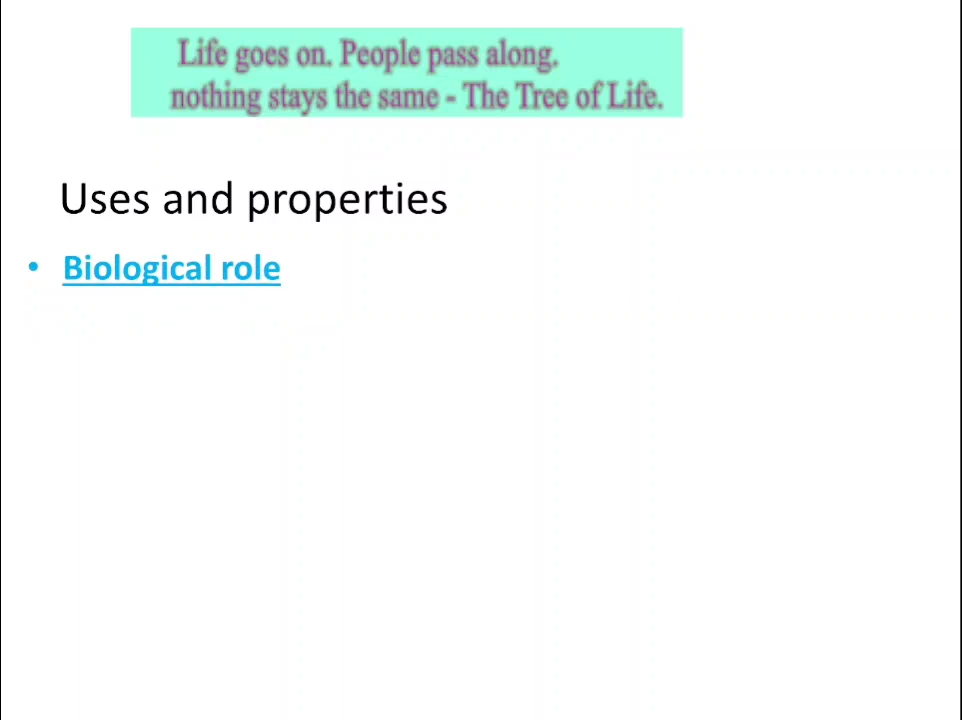 Life goes on. People pass along.
nothing stays the same - The Tree of Life.
Uses and properties
• Biological role